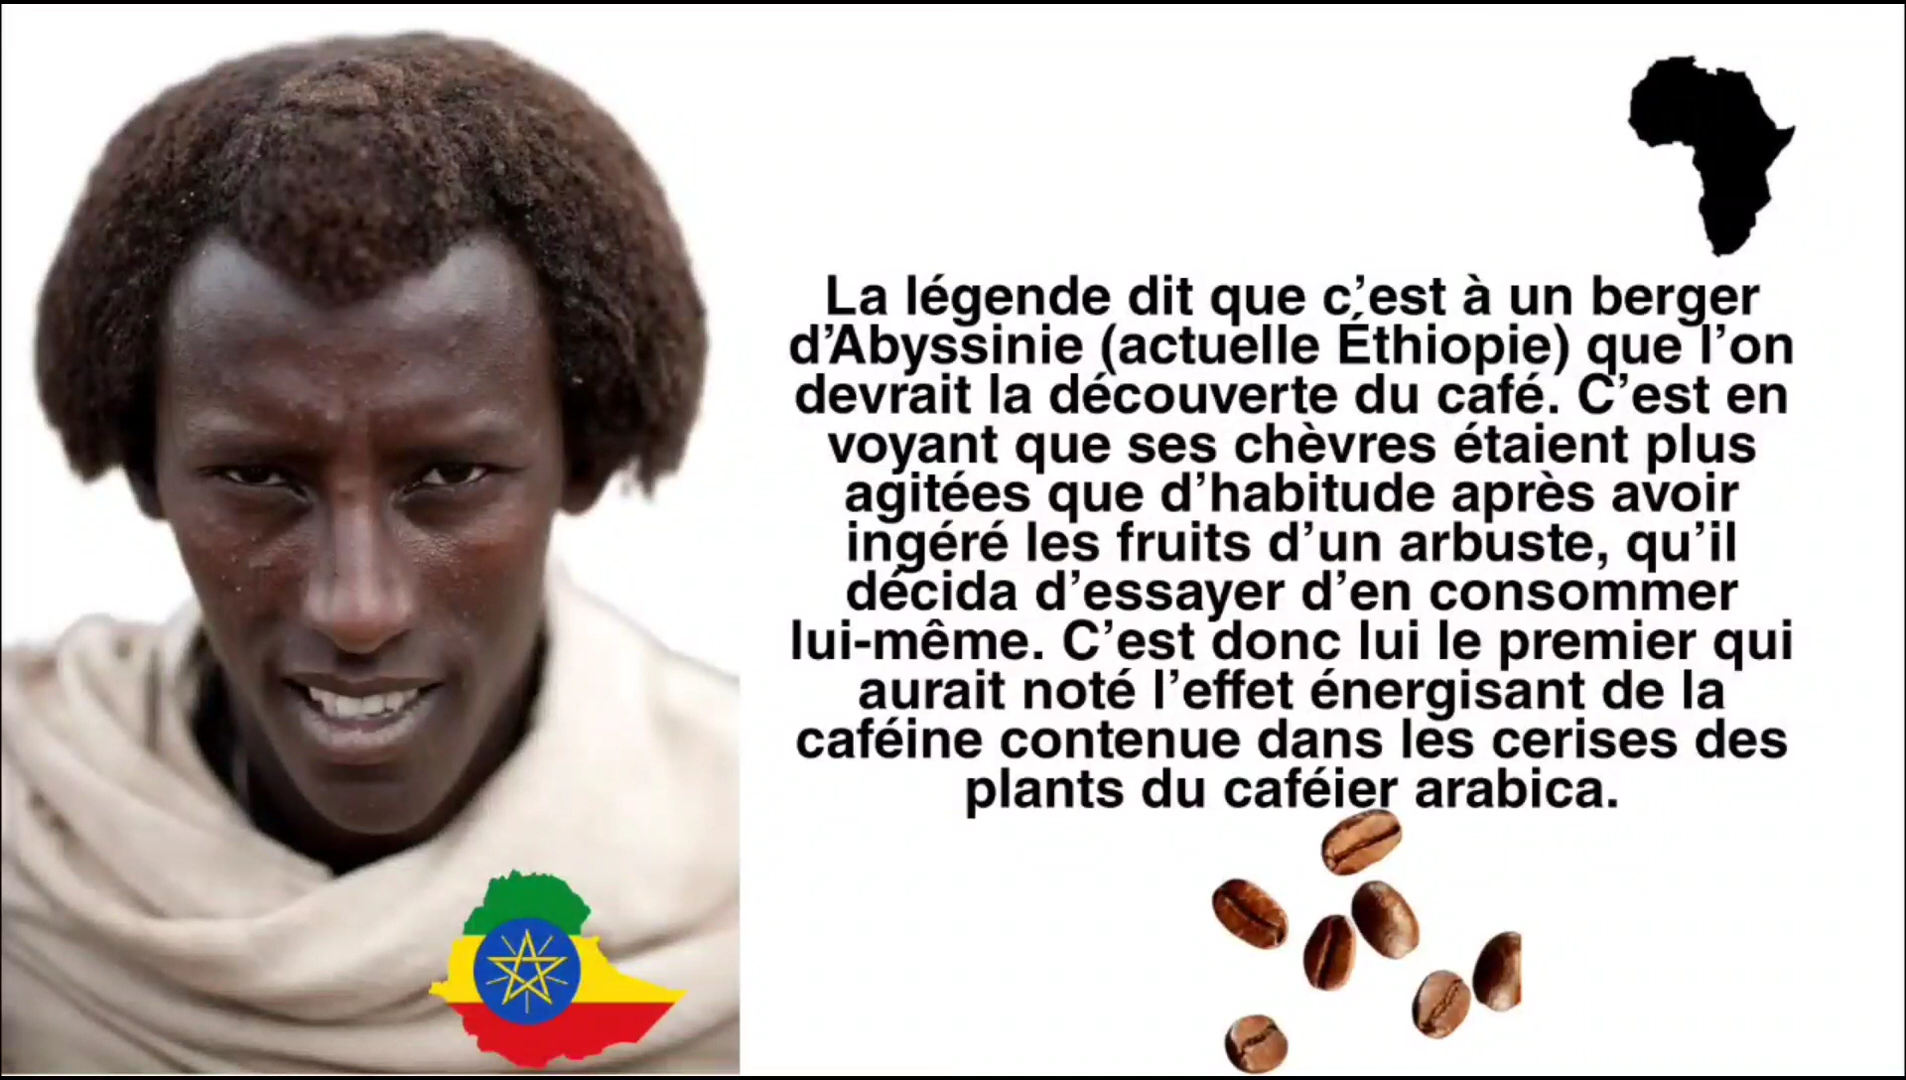 La légende dit que c’est à un berger
d’Abyssinie (actuelle Éthiopie) que l’on
devrait la découverte du café. C’est en
voyant que ses chèvres étaient plus
agitées que d’habitude après avoir
ingéré les fruits d’un arbuste, qu’il
décida d’essayer d’en consommer
lui-même. C’est donc lui le premier qui
aurait noté l’effet énergisant de la
caféine contenue dans les cerises des
plants du caféier arabica.